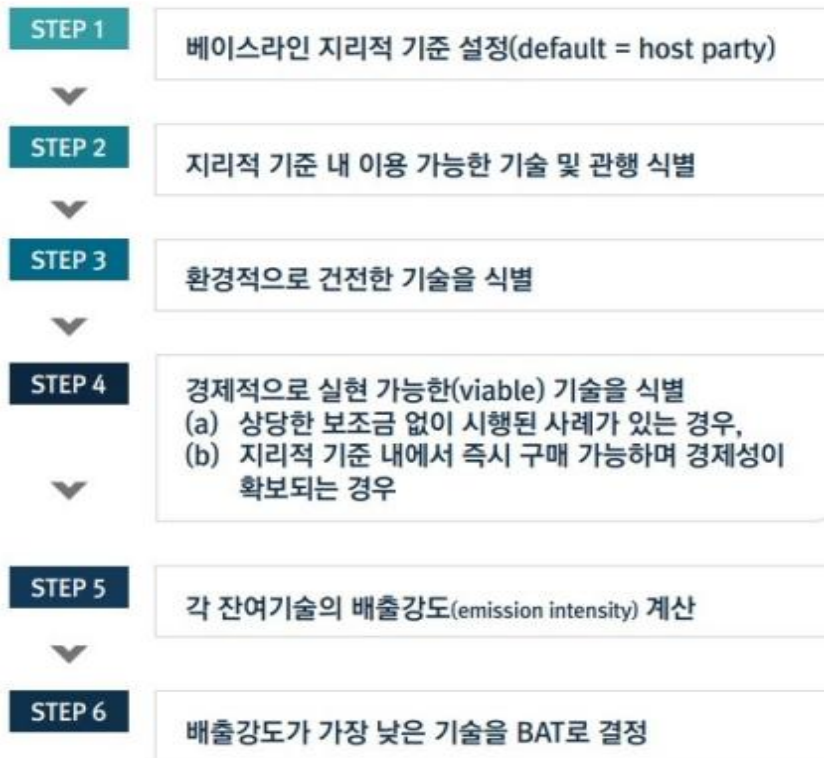 STEP 1
베이스라인 지리적 기준 설정(default = host party)
STEP 2
지리적 기준 내 이용 가능한 기술 및 관행 식별
STEP 3
환경적으로 건전한 기술을 식별
STEP 4
경제적으로 실현 가능한(viable) 기술을 식별
(a) 상당한 보조금 없이 시행된 사례가 있는 경우,
(b) 지리적 기준 내에서 즉시 구매 가능하며 경제성이
확보되는 경우
STEP 5
각 잔여기술의 배출강도(emission intensity) 계산
STEP 6
배출강도가 가장 낮은 기술을 BAT로 결정